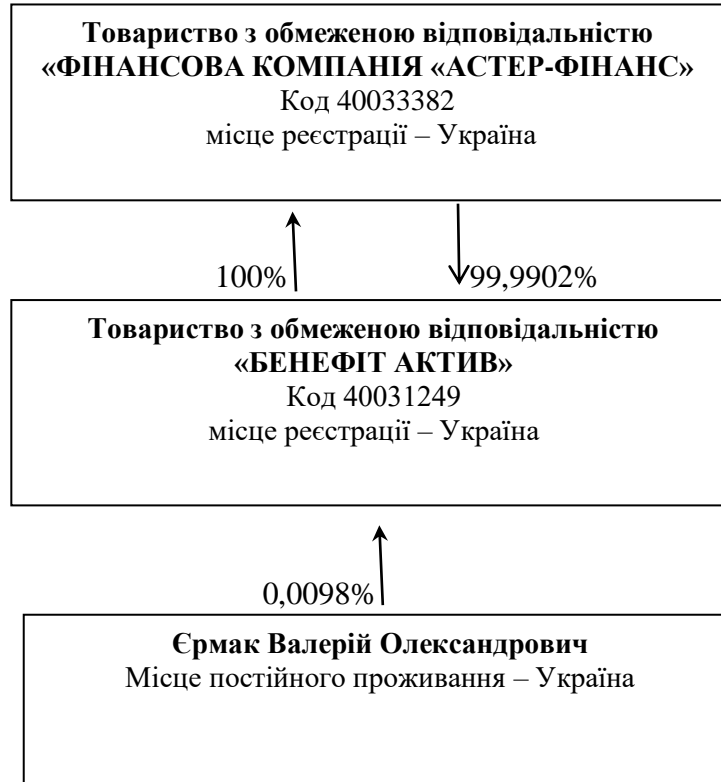 Товариство з обмеженою відповідальністю
«ФІНАНСОВА КОМПАНІЯ «АСТЕР-ФІНАНС»
Код 40033382
місце реєстрації – Україна
100%
99,9902%
Товариство з обмеженою відповідальністю
«БЕНЕФІТ АКТИВ»
Код 40031249
місце реєстрації – Україна
0,0098%
Єрмак Валерій Олександрович
Місце постійного проживання – Україна